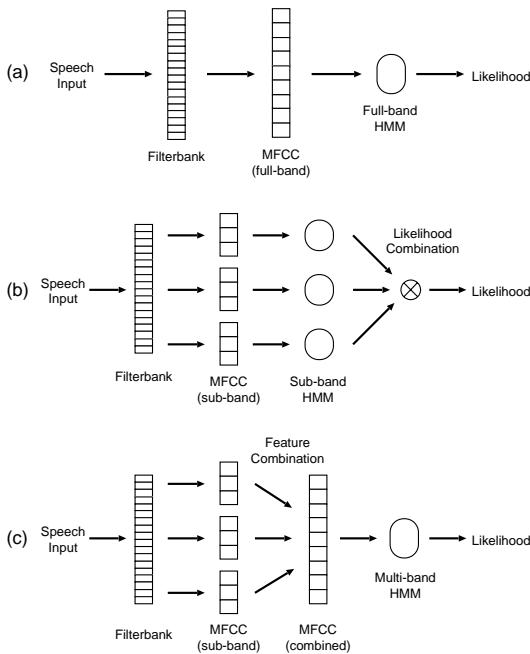 (a)
Speech
Input
Filterbank
MFCC
(full-band)
Full-band
HMM
Likelihood
(b)
Speech
Input
Filterbank
MFCC
(sub-band)
Sub-band
HMM
Likelihood
Combination
Likelihood
(c)
Speech
Input
Filterbank
MFCC
(sub-band)
Feature
Combination
MFCC
(combined)
Multi-band
HMM
Likelihood